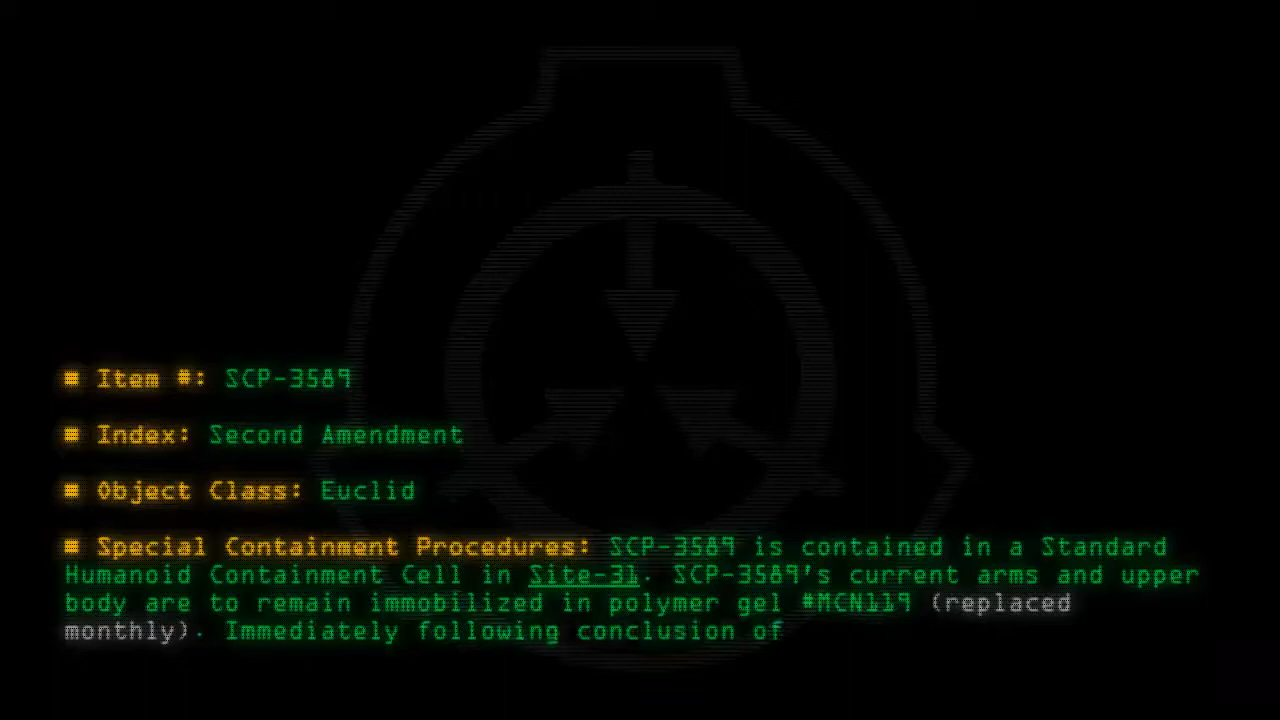 ■ Item #: SCP-3589
■ Index: Second Amendment
■ Object Class: Euclid
■ Special Containment Procedures: SCP-3589 is contained in a Standard
Humanoid Containment Cell in Site-31. SCP-3589's current arms and upper
body are to remain immobilized in polymer gel #MCN119 (replaced
monthly). Immediately following conclusion of